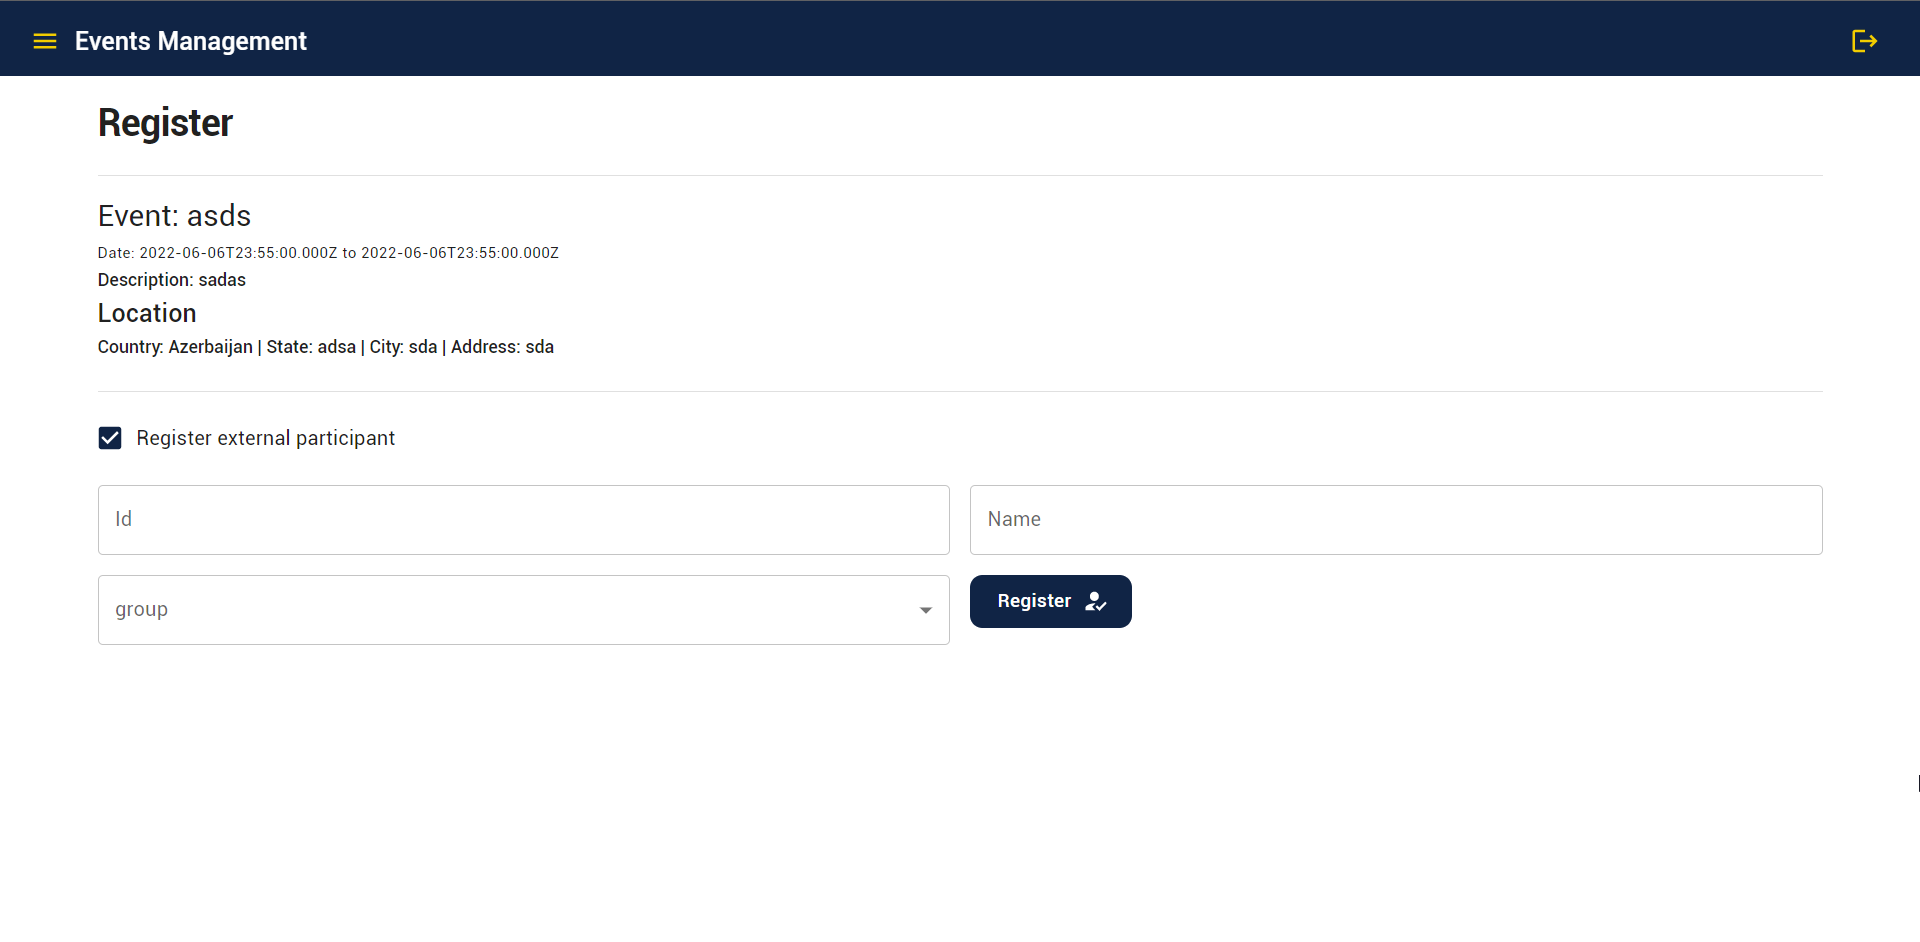 Events Management
Register
Event: asds
Date: 2022-06-06T23:55:00.000Z to 2022-06-06T23:55:00.000Z
Description: sadas
Location
Country: Azerbaijan | State: adsa | City: sda | Address: sda
Register external participant
Id
Name
group
Register